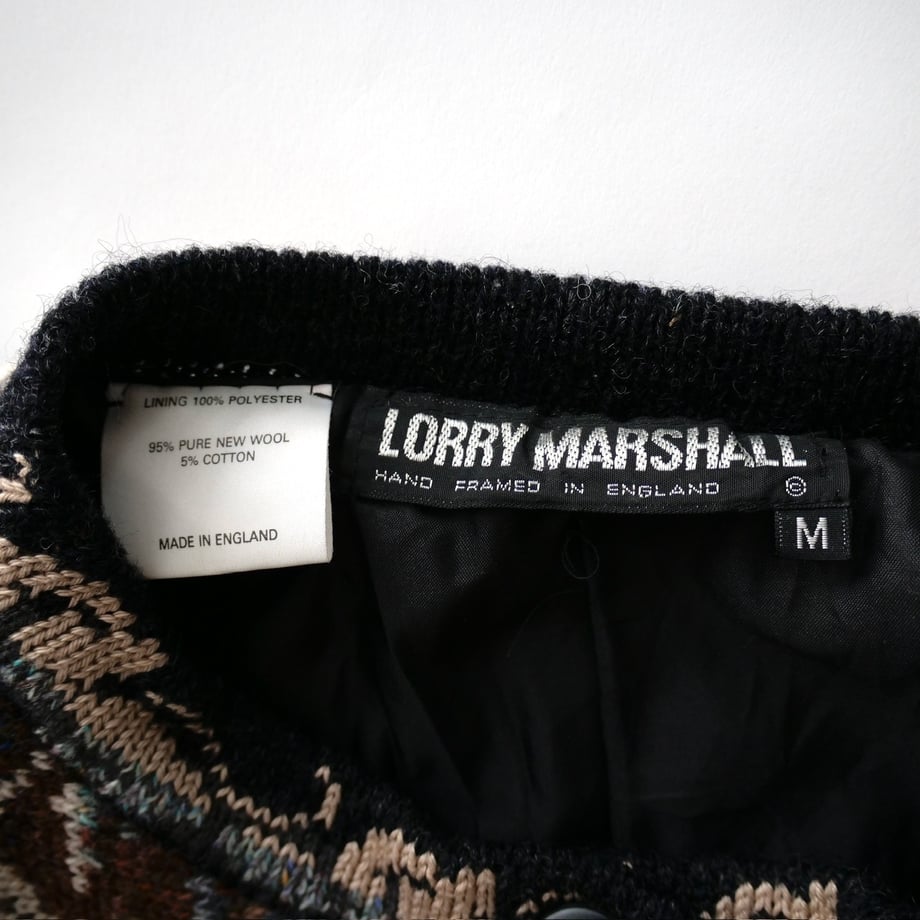 LINING 100% POLYESTER
95% PURE NEW WOOL
5% COTTON
MADE IN ENGLAND
LORRY MARSHALL
HAND FRAMED IN ENGLAND ©
M